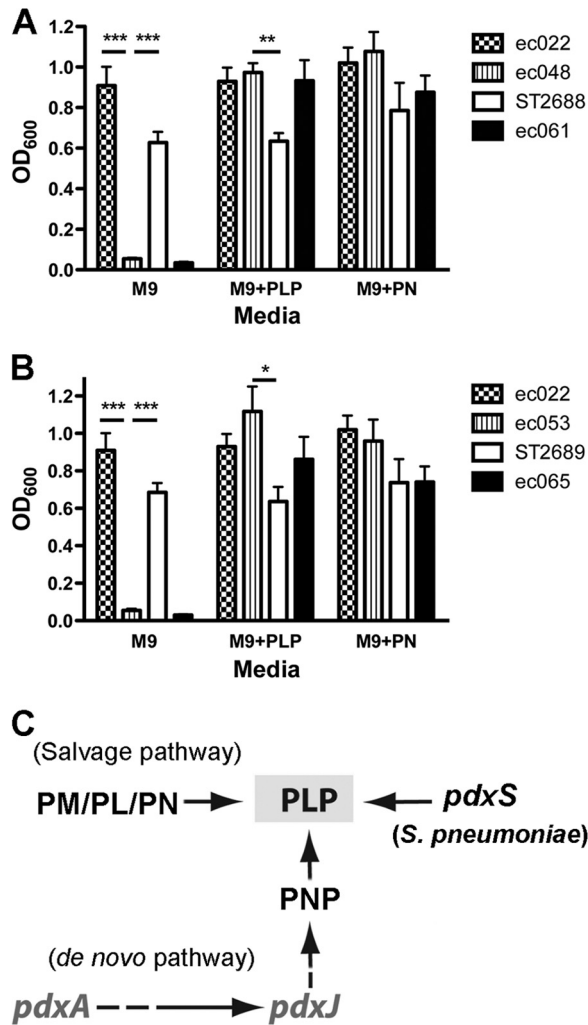 A
*** *** **
OD600
1.2
1.0
0.8
0.6
0.4
0.2
0.0
M9 M9+PLP M9+PN
Media
ec022
ec048
ST2688
ec061
B
*** *** *
OD600
1.2
1.0
0.8
0.6
0.4
0.2
0.0
M9 M9+PLP M9+PN
Media
ec022
ec053
ST2689
ec065
C
(Salvage pathway)
PM/PL/PN PLP pdxS
(S. pneumoniae)
PNP
(de novo pathway)
pdxA pdxJ